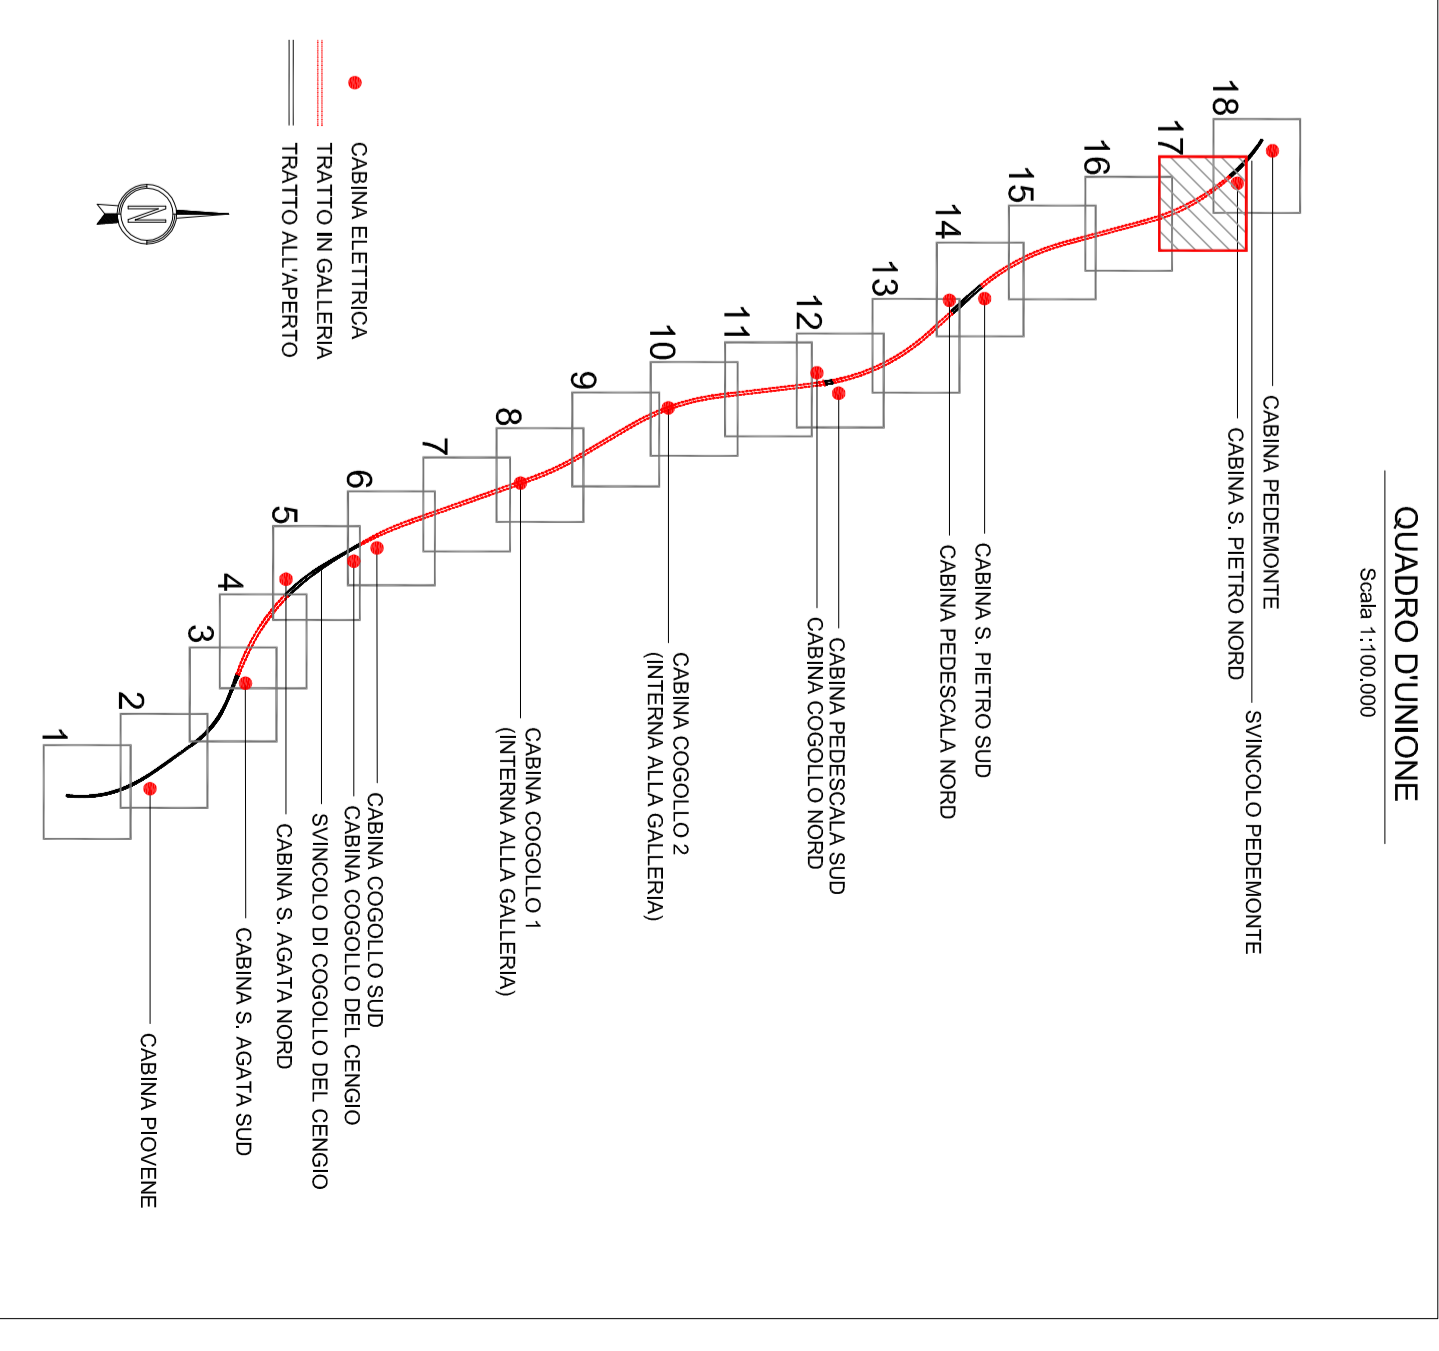 QUADRO D'UNIONE
Scala 1:100.000
CABINA PEDEMONTE
SVINCOLO PEDEMONTE
CABINA S. PIETRO NORD
CABINA S. PIETRO SUD
CABINA PEDESCALA NORD
CABINA PEDESCALA SUD
CABINA COGOLLO NORD
CABINA COGOLLO 2
(INTERNA ALLA GALLERIA)
CABINA COGOLLO 1
(INTERNA ALLA GALLERIA)
CABINA COGOLLO SUD
CABINA COGOLLO DEL CENGIO
SVINCOLO DI COGOLLO DEL CENGIO
CABINA S. AGATA NORD
CABINA S. AGATA SUD
CABINA PIOVENE
18
17
16
15
14
13
12
11
10
9
8
7
6
5
4
3
2
1
CABINA ELETTRICA
TRATTO IN GALLERIA
TRATTO ALL'APERTO
N